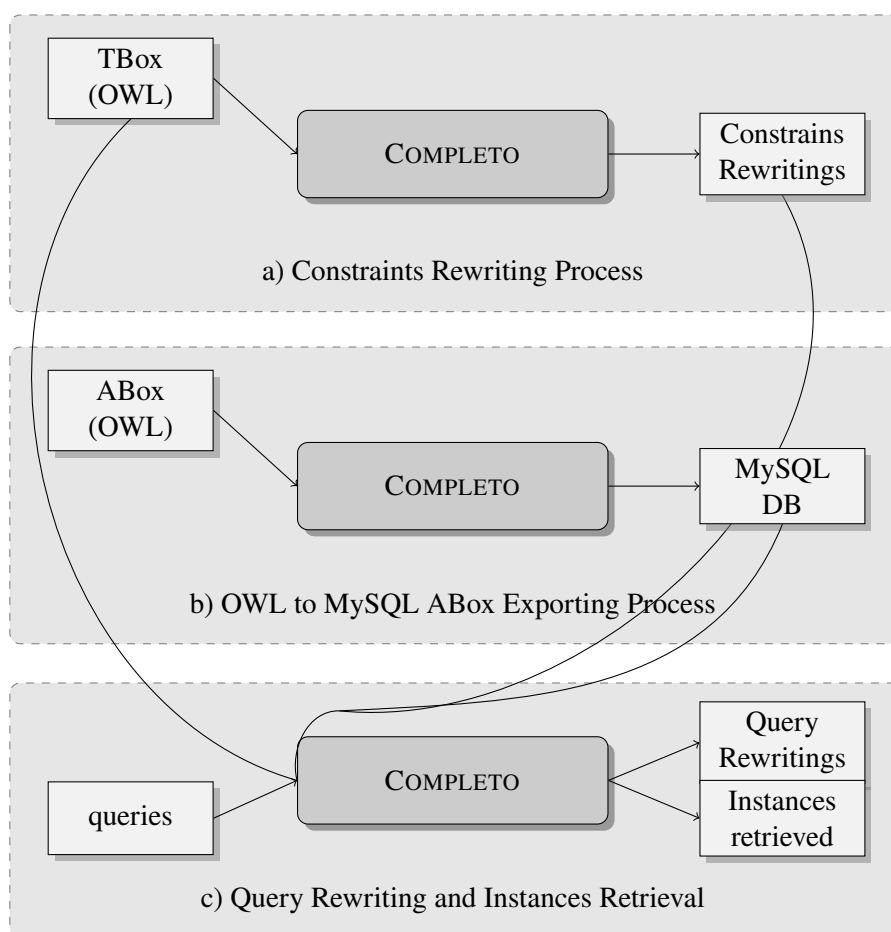 TBox
(OWL)
COMPLETO
Constrains
Rewritings
a) Constraints Rewriting Process
ABox
(OWL)
COMPLETO
MySQL
DB
b) OWL to MySQL ABox Exporting Process
queries
COMPLETO
Query
Rewritings
Instances
retrieved
c) Query Rewriting and Instances Retrieval